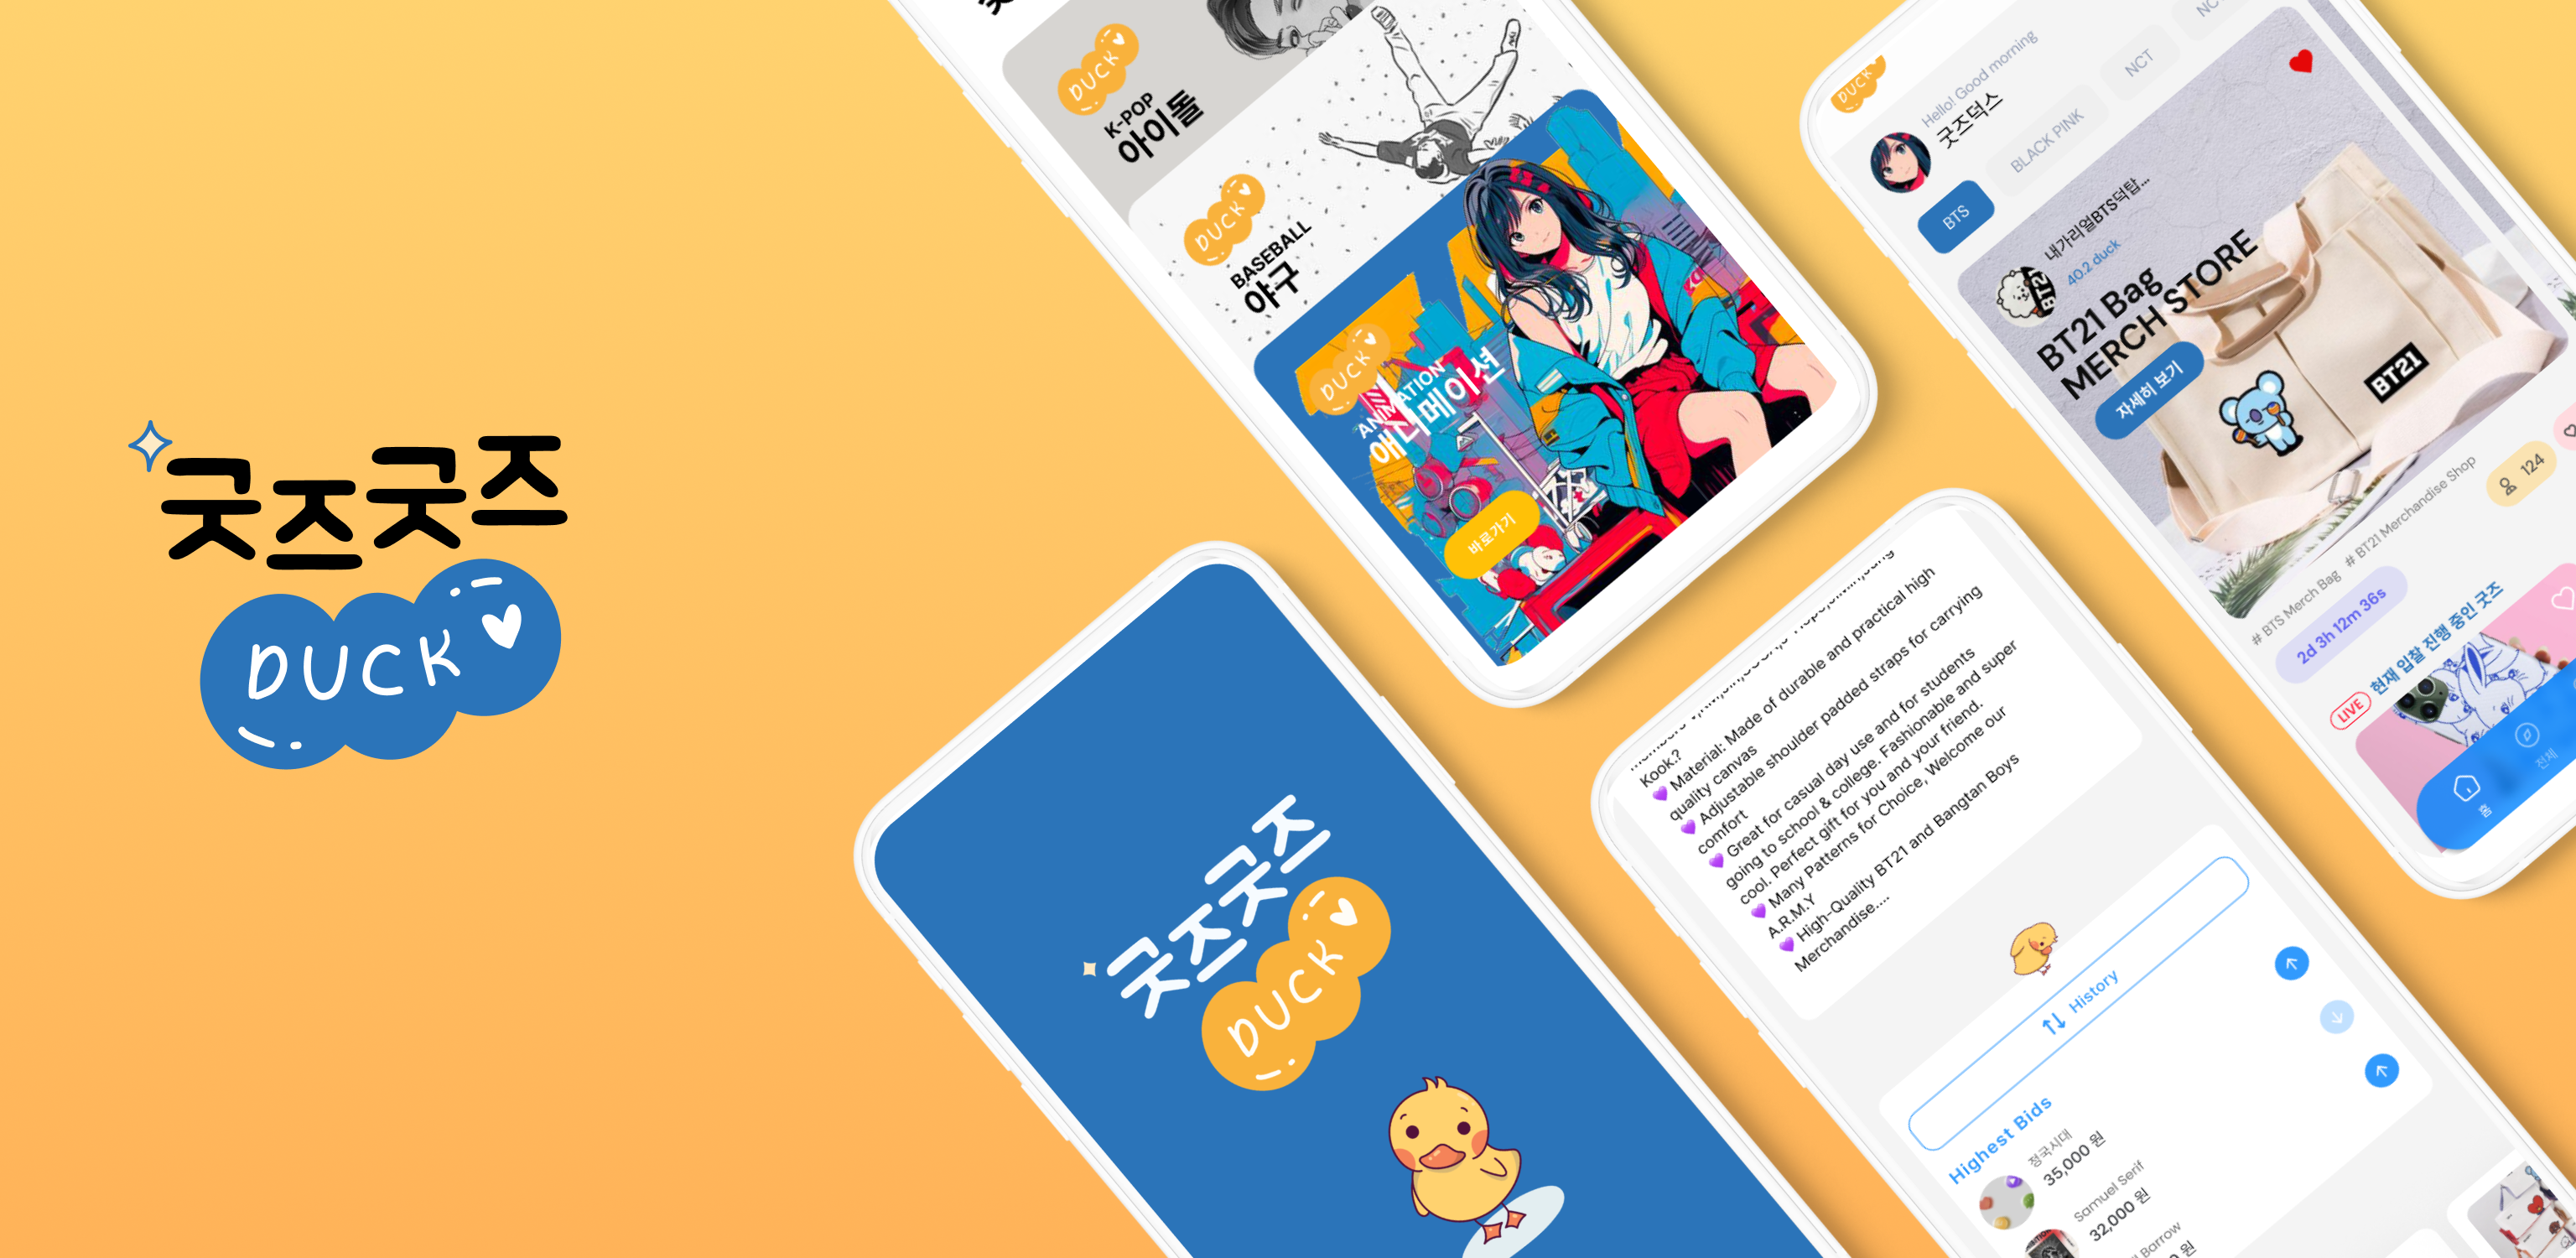 굿즈굿즈
DUCK
DUCK
K-POP
아이돌
DUCK
BASEBALL
야구
DUCK
ANIMATION
애니메이션
바로가기
굿즈굿즈
DUCK
DUCK
Hello! Good morning
굿즈덕스
BTS
BLACK PINK
NCT
내가리얼BTS덕탑...
40.2 duck
BT21 Bag
MERCH STORE
자세히 보기
BT21
# BTS Merch Bag # BT21 Merchandise Shop
124
2d 3h 12m 36s
LIVE 현재 입찰 진행 중인 굿즈
홈
전체
Kook.?
💜 Material: Made of durable and practical high
quality canvas
💜 Adjustable shoulder padded straps for carrying
comfort
💜 Great for casual day use and for students
going to school & college. Fashionable and super
cool. Perfect gift for you and your friend.
💜 Many Patterns for Choice, Welcome our
A.R.M.Y
💜 High-Quality BT21 and Bangtan Boys
Merchandise....
History
Highest Bids
정국시대
35,000 원
Samuel Serif
32,000 원
Barrow
원